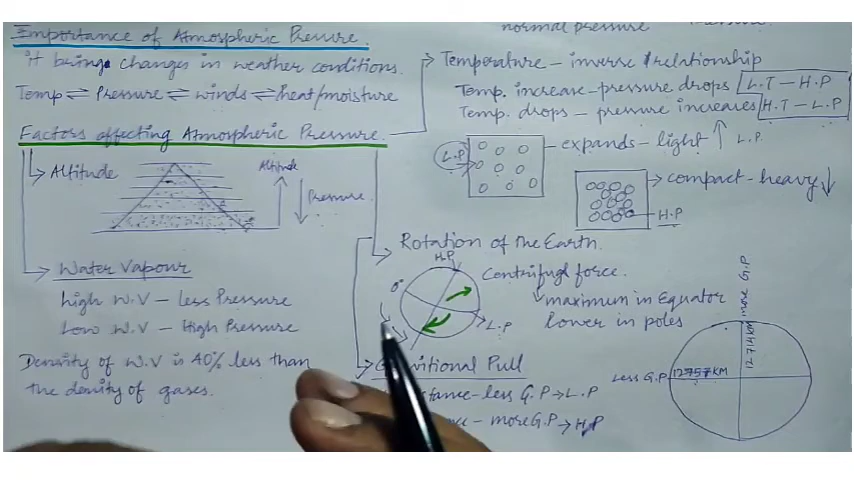 Importance of Atmospheric Pressure.
it brings changes in weather conditions.
Temp ⇌ Pressure ⇌ winds ⇌ heat/moisture
Factors affecting Atmospheric Pressure.
Altitude
Altitude
Pressure
Water Vapour
high W.V - Less Pressure
Low W.V - High Pressure
Density of W.V is 40% less than
the density of gases.
normal pressure
Temperature - inverse relationship
Temp. increase - pressure drops L.T - H.P
Temp. drops - pressure increases H.T - L.P
L.P
expands - light ↑ L.P
compact - heavy ↓
H.P
Rotation of the Earth
H.P
0°
Centrifugl force.
maximum in Equator
lower in poles
L.P
Pull
less G.P → L.P
more G.P → H.P
more G.P
12714 KM
Less G.P
12757 KM